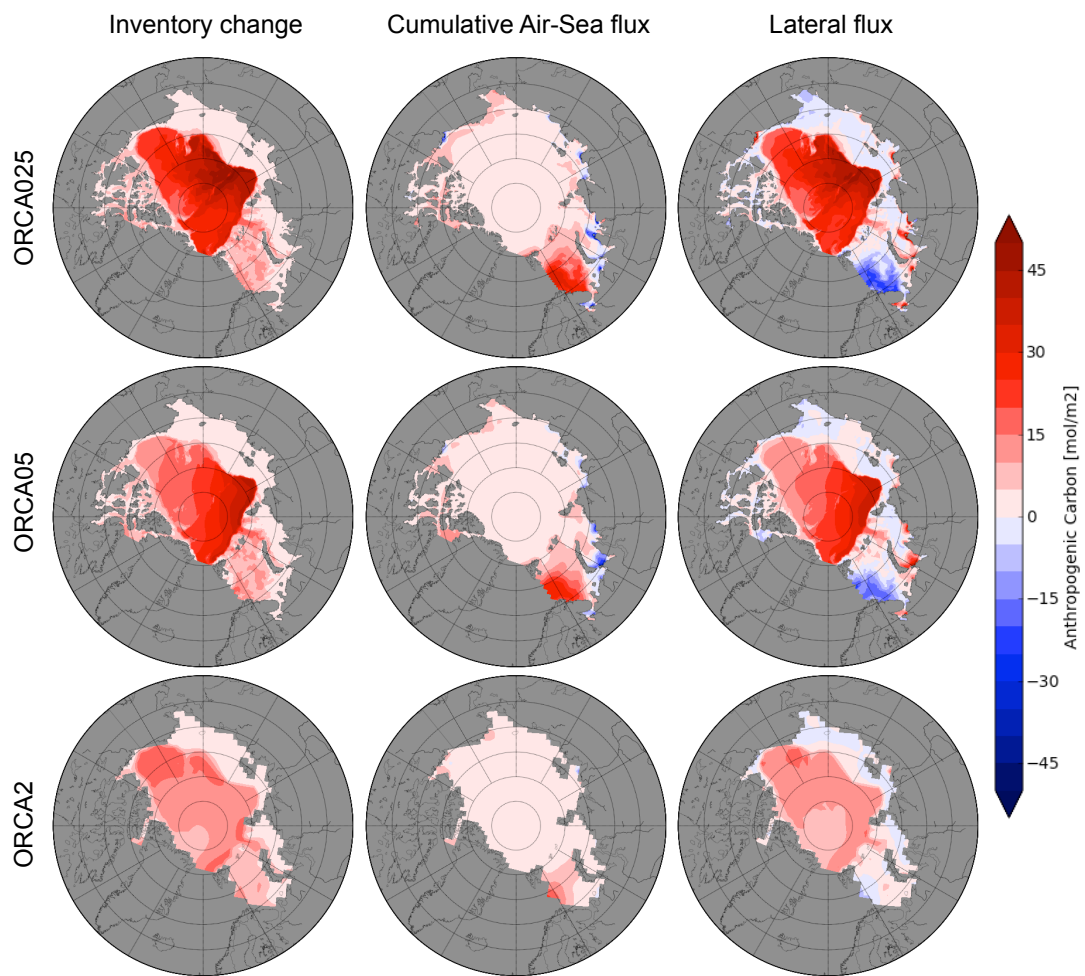 Inventory change
Cumulative Air-Sea flux
Lateral flux
ORCA025
ORCA05
ORCA2
45
30
15
0
−15
−30
−45
Anthropogenic Carbon [mol/m2]